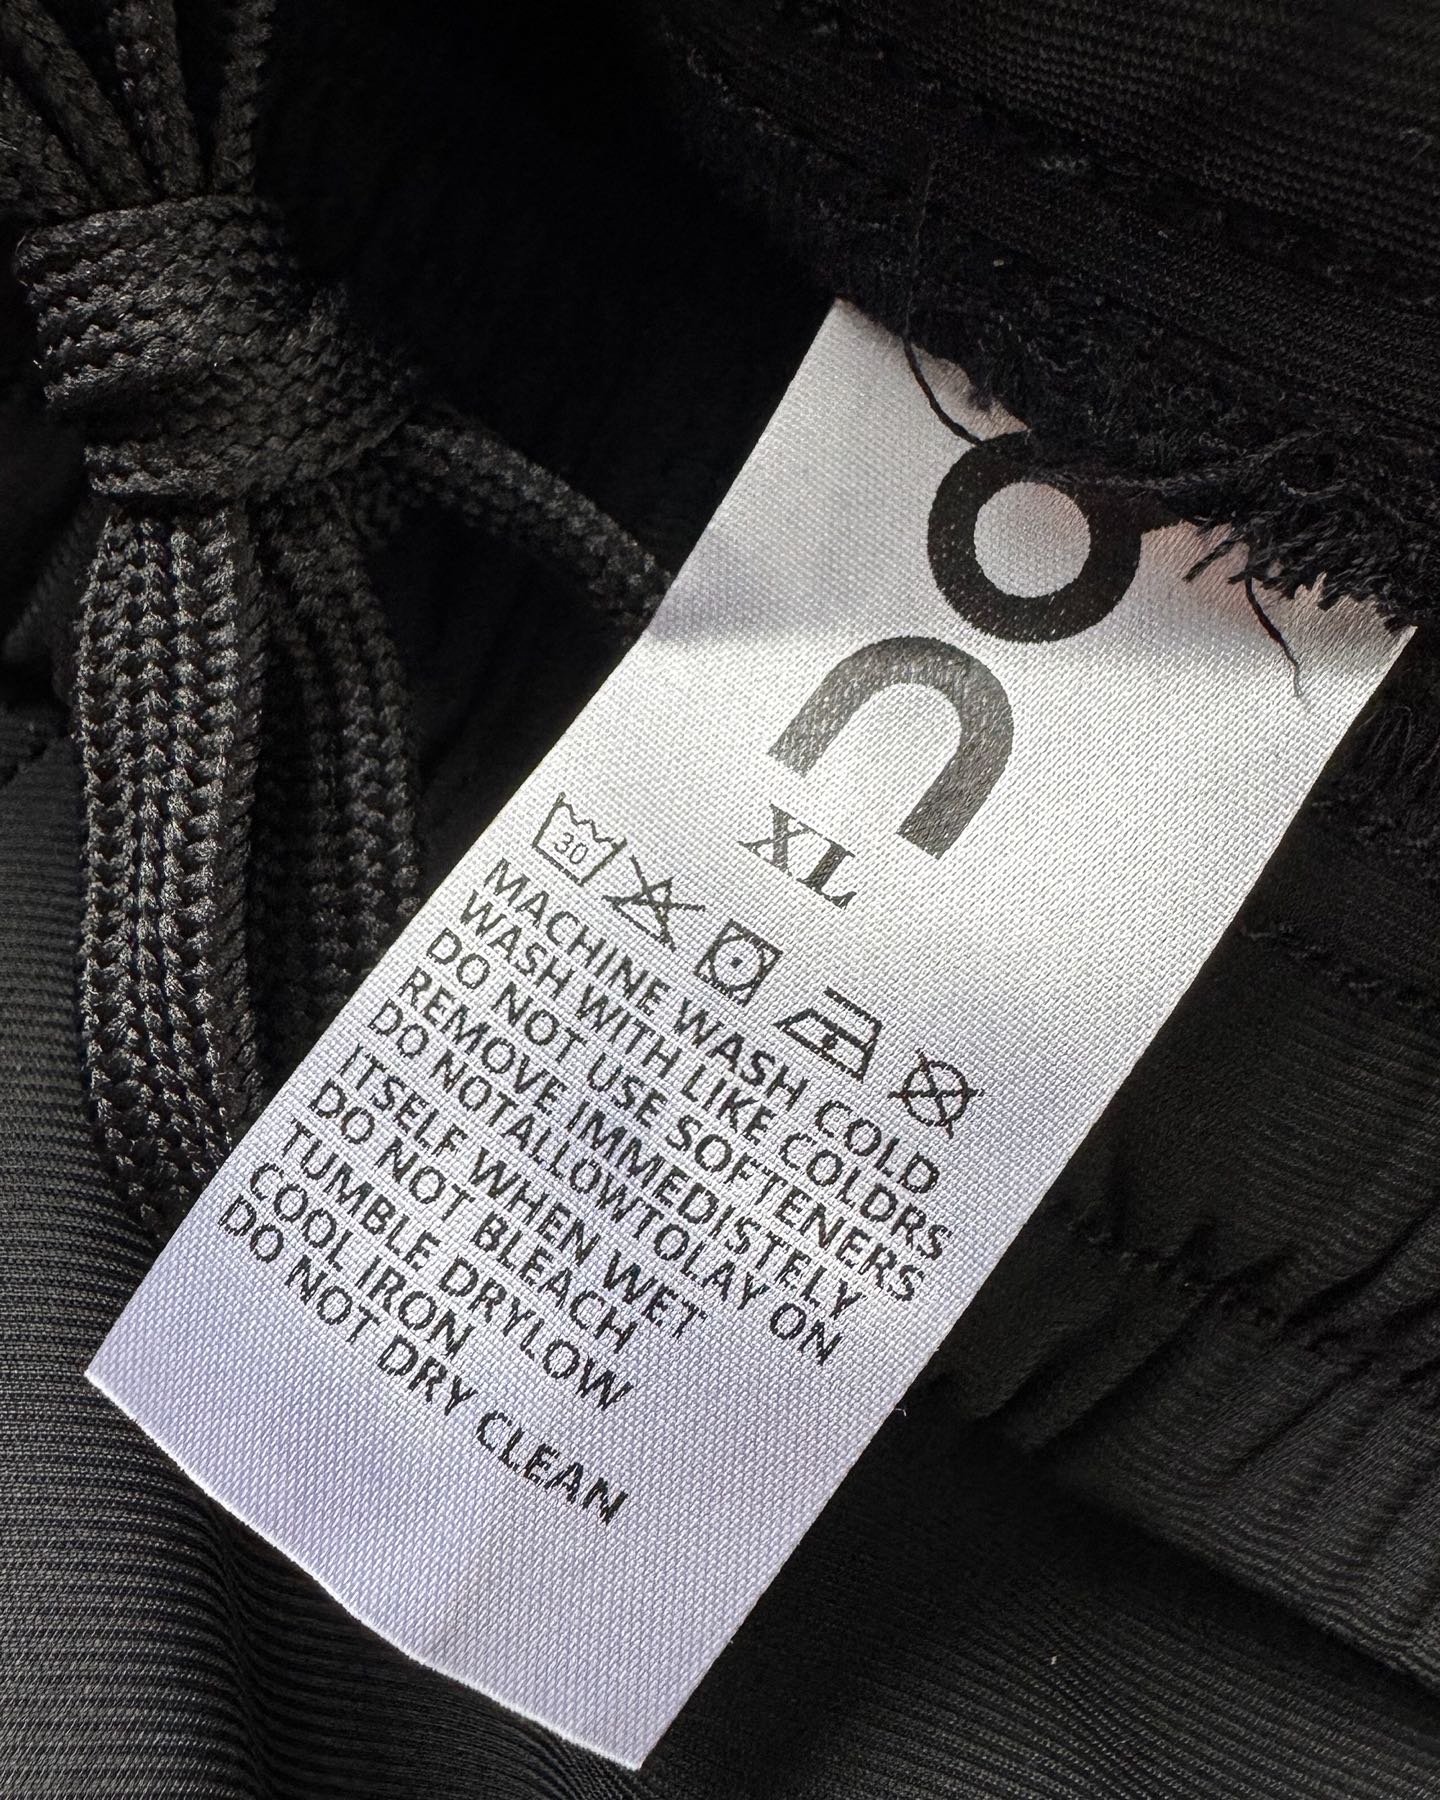 On
XL
30
MACHINE WASH COLD
WASH WITH LIKE COLDRS
DO NOT USE SOFTENERS
REMOVE IMMEDISTELY
DO NOTALLOWTOLAY ON
ITSELF WHEN WET
DO NOT BLEACH
TUMBLE DRYLOW
COOL IRON
DO NOT DRY CLEAN